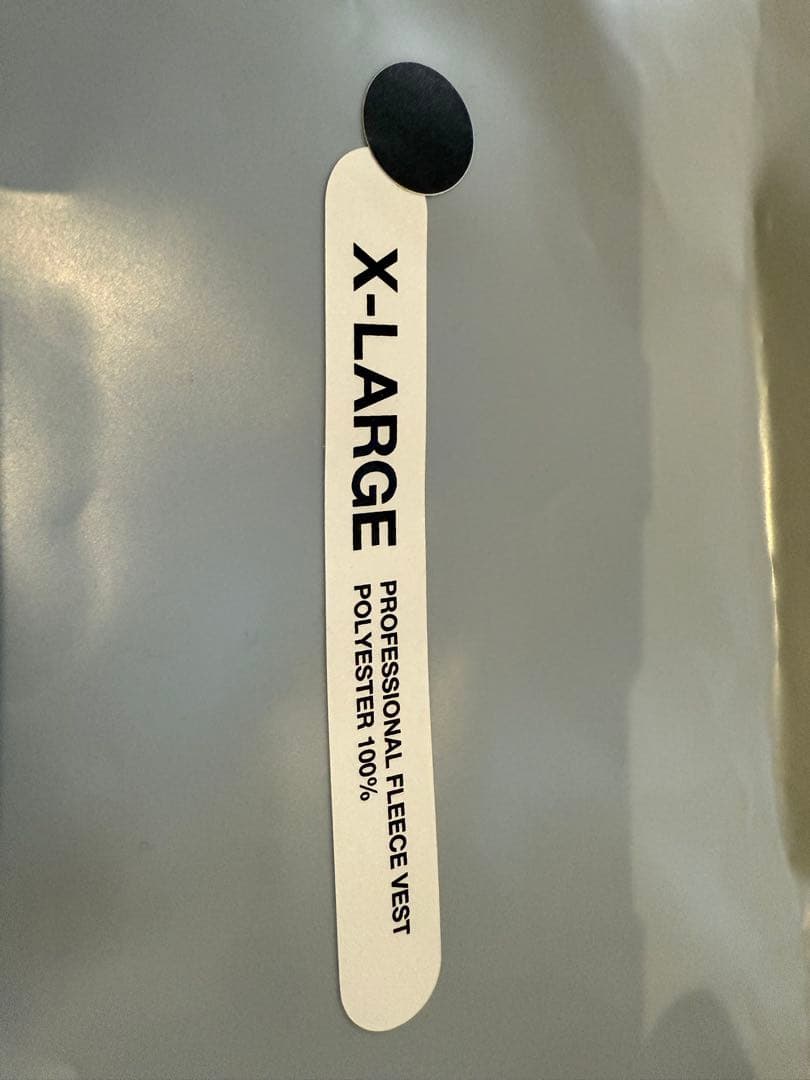 X-LARGE
PROFESSIONAL FLEECE VEST
POLYESTER 100%